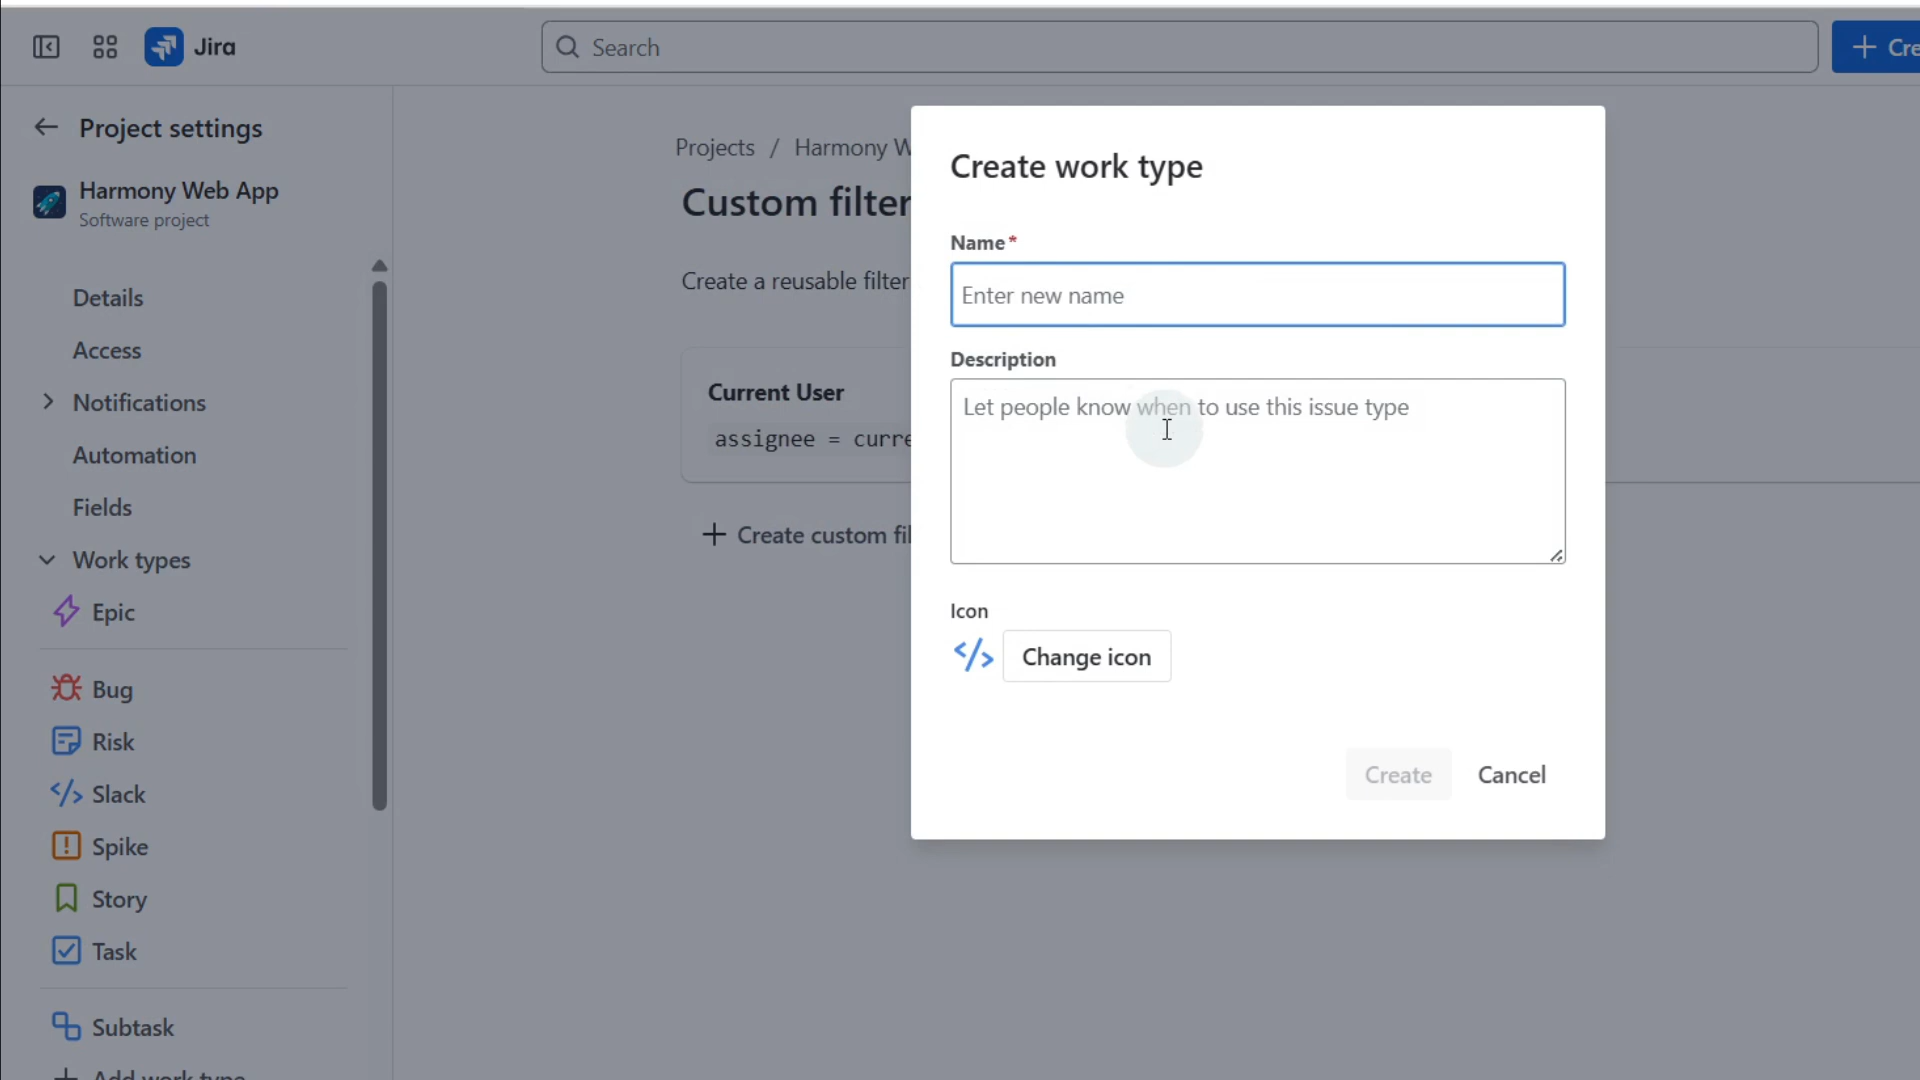 Jira
Search
Cre
Project settings
Harmony Web App
Software project
Details
Access
Notifications
Automation
Fields
Work types
Epic
Bug
Risk
Slack
Spike
Story
Task
Subtask
Add work type
Projects / Harmony W
Custom filter
Create a reusable filter
Current User
assignee = curre
Create custom fil
Create work type
Name*
Enter new name
Description
Let people know when to use this issue type
Icon
Change icon
Create Cancel